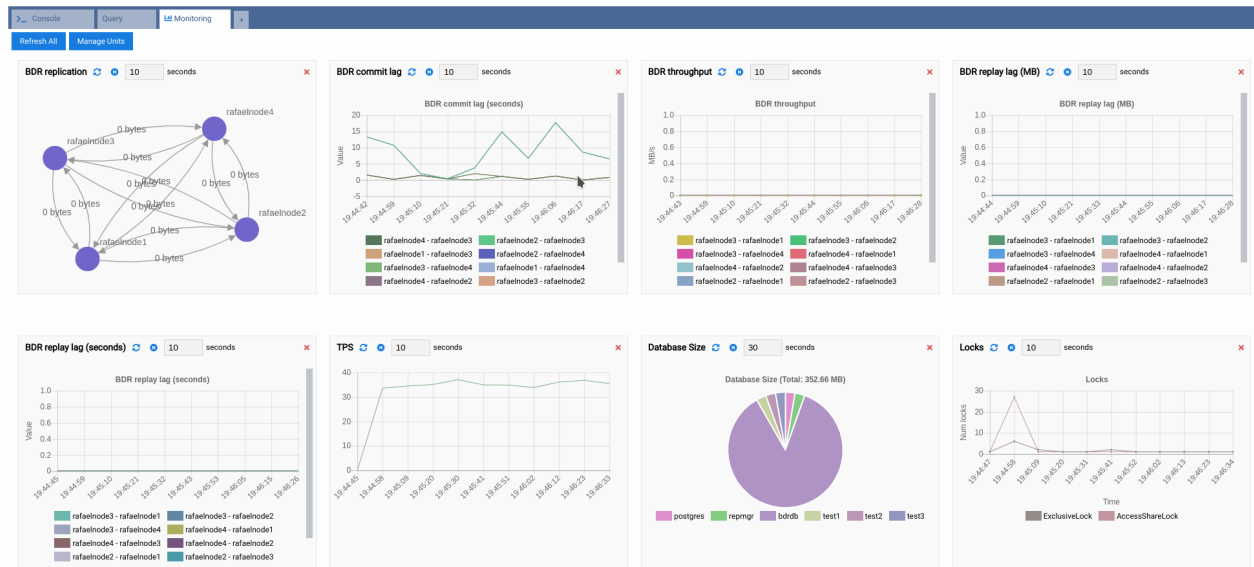 Console Query Monitoring +
Refresh All Manage Units
BDR replication 10 seconds
rafaelnode4
0 bytes
rafaelnode3
0 bytes
0 bytes
0 bytes
0 bytes
0 bytes
0 bytes
0 bytes
rafaelnode2
0 bytes
rafaelnode1
0 bytes
BDR commit lag 10 seconds
BDR commit lag (seconds)
Value
20
15
10
5
0
-5
19:44:42 19:44:59 19:45:10 19:45:21 19:45:32 19:45:44 19:45:55 19:46:06 19:46:17 19:46:27
rafaelnode4 - rafaelnode3 rafaelnode2 - rafaelnode3
rafaelnode1 - rafaelnode3 rafaelnode2 - rafaelnode4
rafaelnode3 - rafaelnode4 rafaelnode1 - rafaelnode4
rafaelnode4 - rafaelnode2 rafaelnode3 - rafaelnode2
BDR throughput 10 seconds
BDR throughput
MB/s
1.0
0.8
0.6
0.4
0.2
0
19:44:43 19:44:59 19:45:10 19:45:21 19:45:32 19:45:44 19:45:55 19:46:06 19:46:17 19:46:28
rafaelnode3 - rafaelnode1 rafaelnode3 - rafaelnode2
rafaelnode3 - rafaelnode4 rafaelnode4 - rafaelnode1
rafaelnode4 - rafaelnode2 rafaelnode4 - rafaelnode3
rafaelnode2 - rafaelnode1 rafaelnode2 - rafaelnode3
BDR replay lag (MB) 10 seconds
BDR replay lag (MB)
1.0
0.8
0.6
0.4
0.2
0
19:44:44 19:44:59 19:45:10 19:45:21 19:45:32 19:45:44 19:45:55 19:46:06 19:46:17 19:46:28
rafaelnode3 - rafaelnode1 rafaelnode3 - rafaelnode2
rafaelnode3 - rafaelnode4 rafaelnode4 - rafaelnode1
rafaelnode4 - rafaelnode3 rafaelnode4 - rafaelnode2
rafaelnode2 - rafaelnode1 rafaelnode2 - rafaelnode3
BDR replay lag (seconds) 10 seconds
BDR replay lag (seconds)
Value
1.0
0.8
0.6
0.4
0.2
0
19:44:45 19:44:59 19:45:10 19:45:21 19:45:32 19:45:43 19:45:53 19:46:05 19:46:15 19:46:26
rafaelnode3 - rafaelnode1 rafaelnode3 - rafaelnode2
rafaelnode3 - rafaelnode4 rafaelnode4 - rafaelnode1
rafaelnode4 - rafaelnode3 rafaelnode4 - rafaelnode2
rafaelnode2 - rafaelnode1 rafaelnode2 - rafaelnode3
TPS 10 seconds
40
30
20
10
0
19:44:45 19:44:58 19:45:09 19:45:20 19:45:30 19:45:41 19:45:51 19:46:02 19:46:12 19:46:23 19:46:33
Database Size 30 seconds
Database Size (Total: 352.66 MB)
postgres repmgr bdrdb test1 test2 test3
Locks 10 seconds
Locks
Num locks
30
20
10
0
19:44:47 19:44:58 19:45:09 19:45:20 19:45:31 19:45:41 19:45:52 19:46:02 19:46:13 19:46:23 19:46:34
Time
ExclusiveLock AccessShareLock